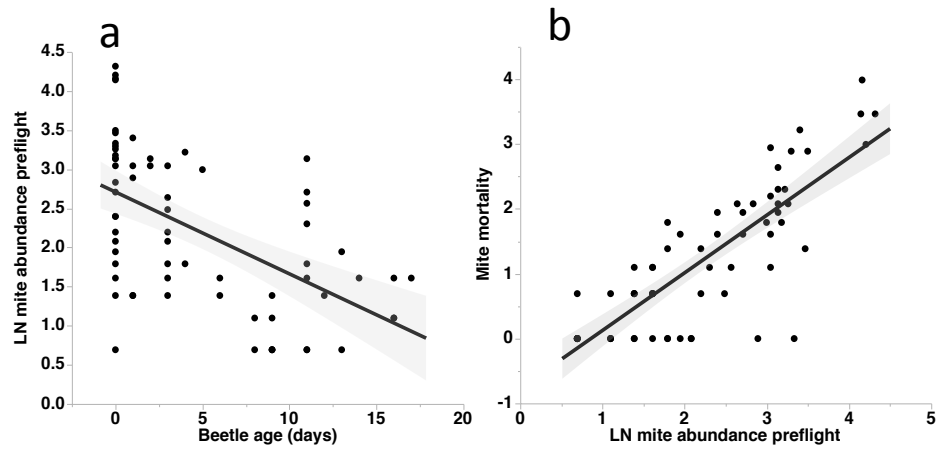 a
4.5
4.0
3.5
3.0
2.5
2.0
1.5
1.0
0.5
0.0
LN mite abundance preflight
0 5 10 15 20
Beetle age (days)
b
4
3
2
1
0
-1
Mite mortality
0 1 2 3 4 5
LN mite abundance preflight